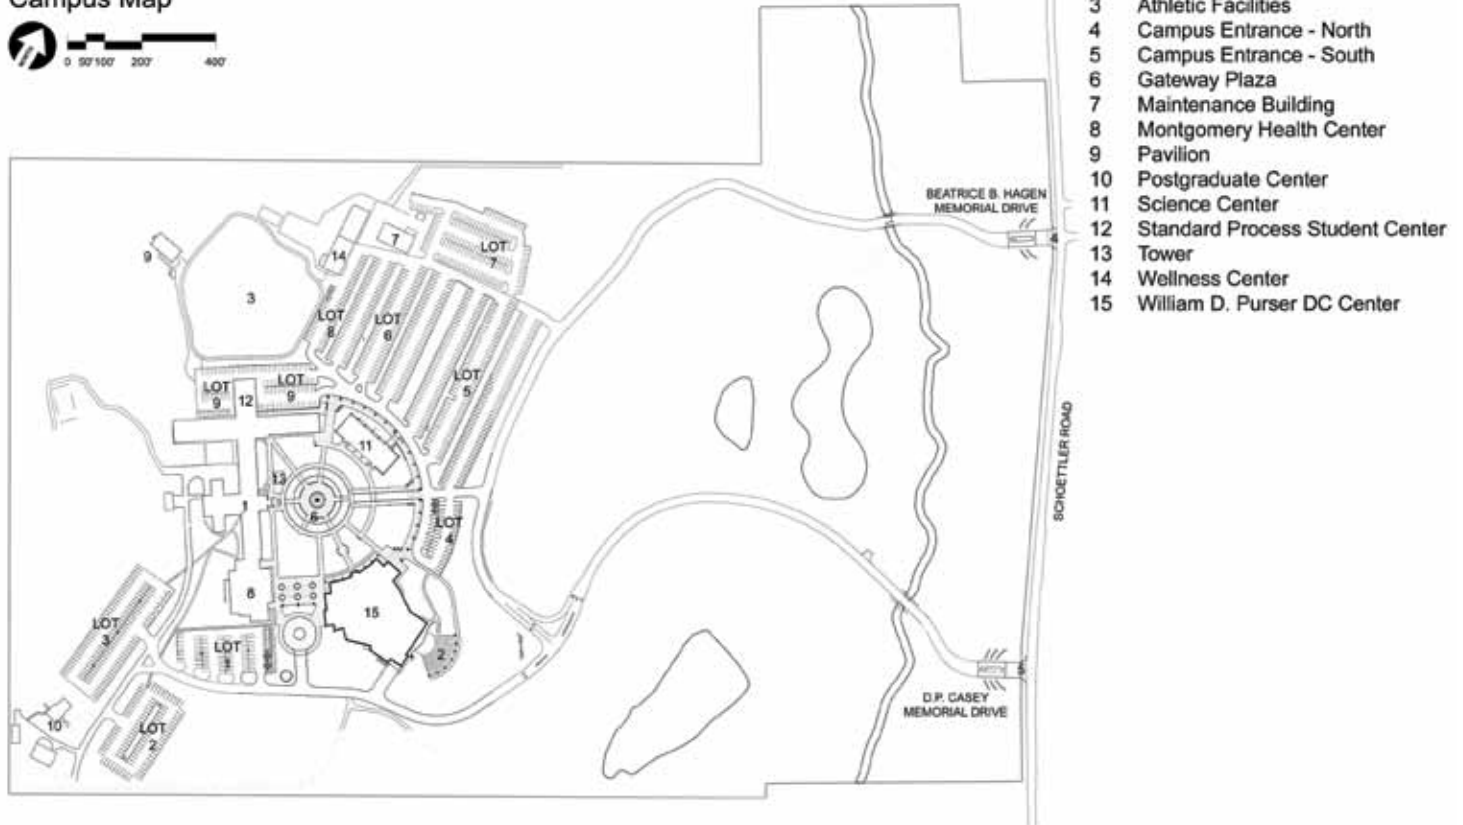 Campus Map
0 50'100' 200' 400'
3 Athletic Facilities
4 Campus Entrance - North
5 Campus Entrance - South
6 Gateway Plaza
7 Maintenance Building
8 Montgomery Health Center
9 Pavilion
10 Postgraduate Center
11 Science Center
12 Standard Process Student Center
13 Tower
14 Wellness Center
15 William D. Purser DC Center
BEATRICE B. HAGEN
MEMORIAL DRIVE
4
7
LOT
7
9
14
3
LOT
8
LOT
6
LOT
5
LOT
9
LOT
9
12
11
13
1
6
LOT
4
SCHOETTLER ROAD
8
15
LOT
3
LOT
2
5
D.P. CASEY
MEMORIAL DRIVE
10
LOT
2